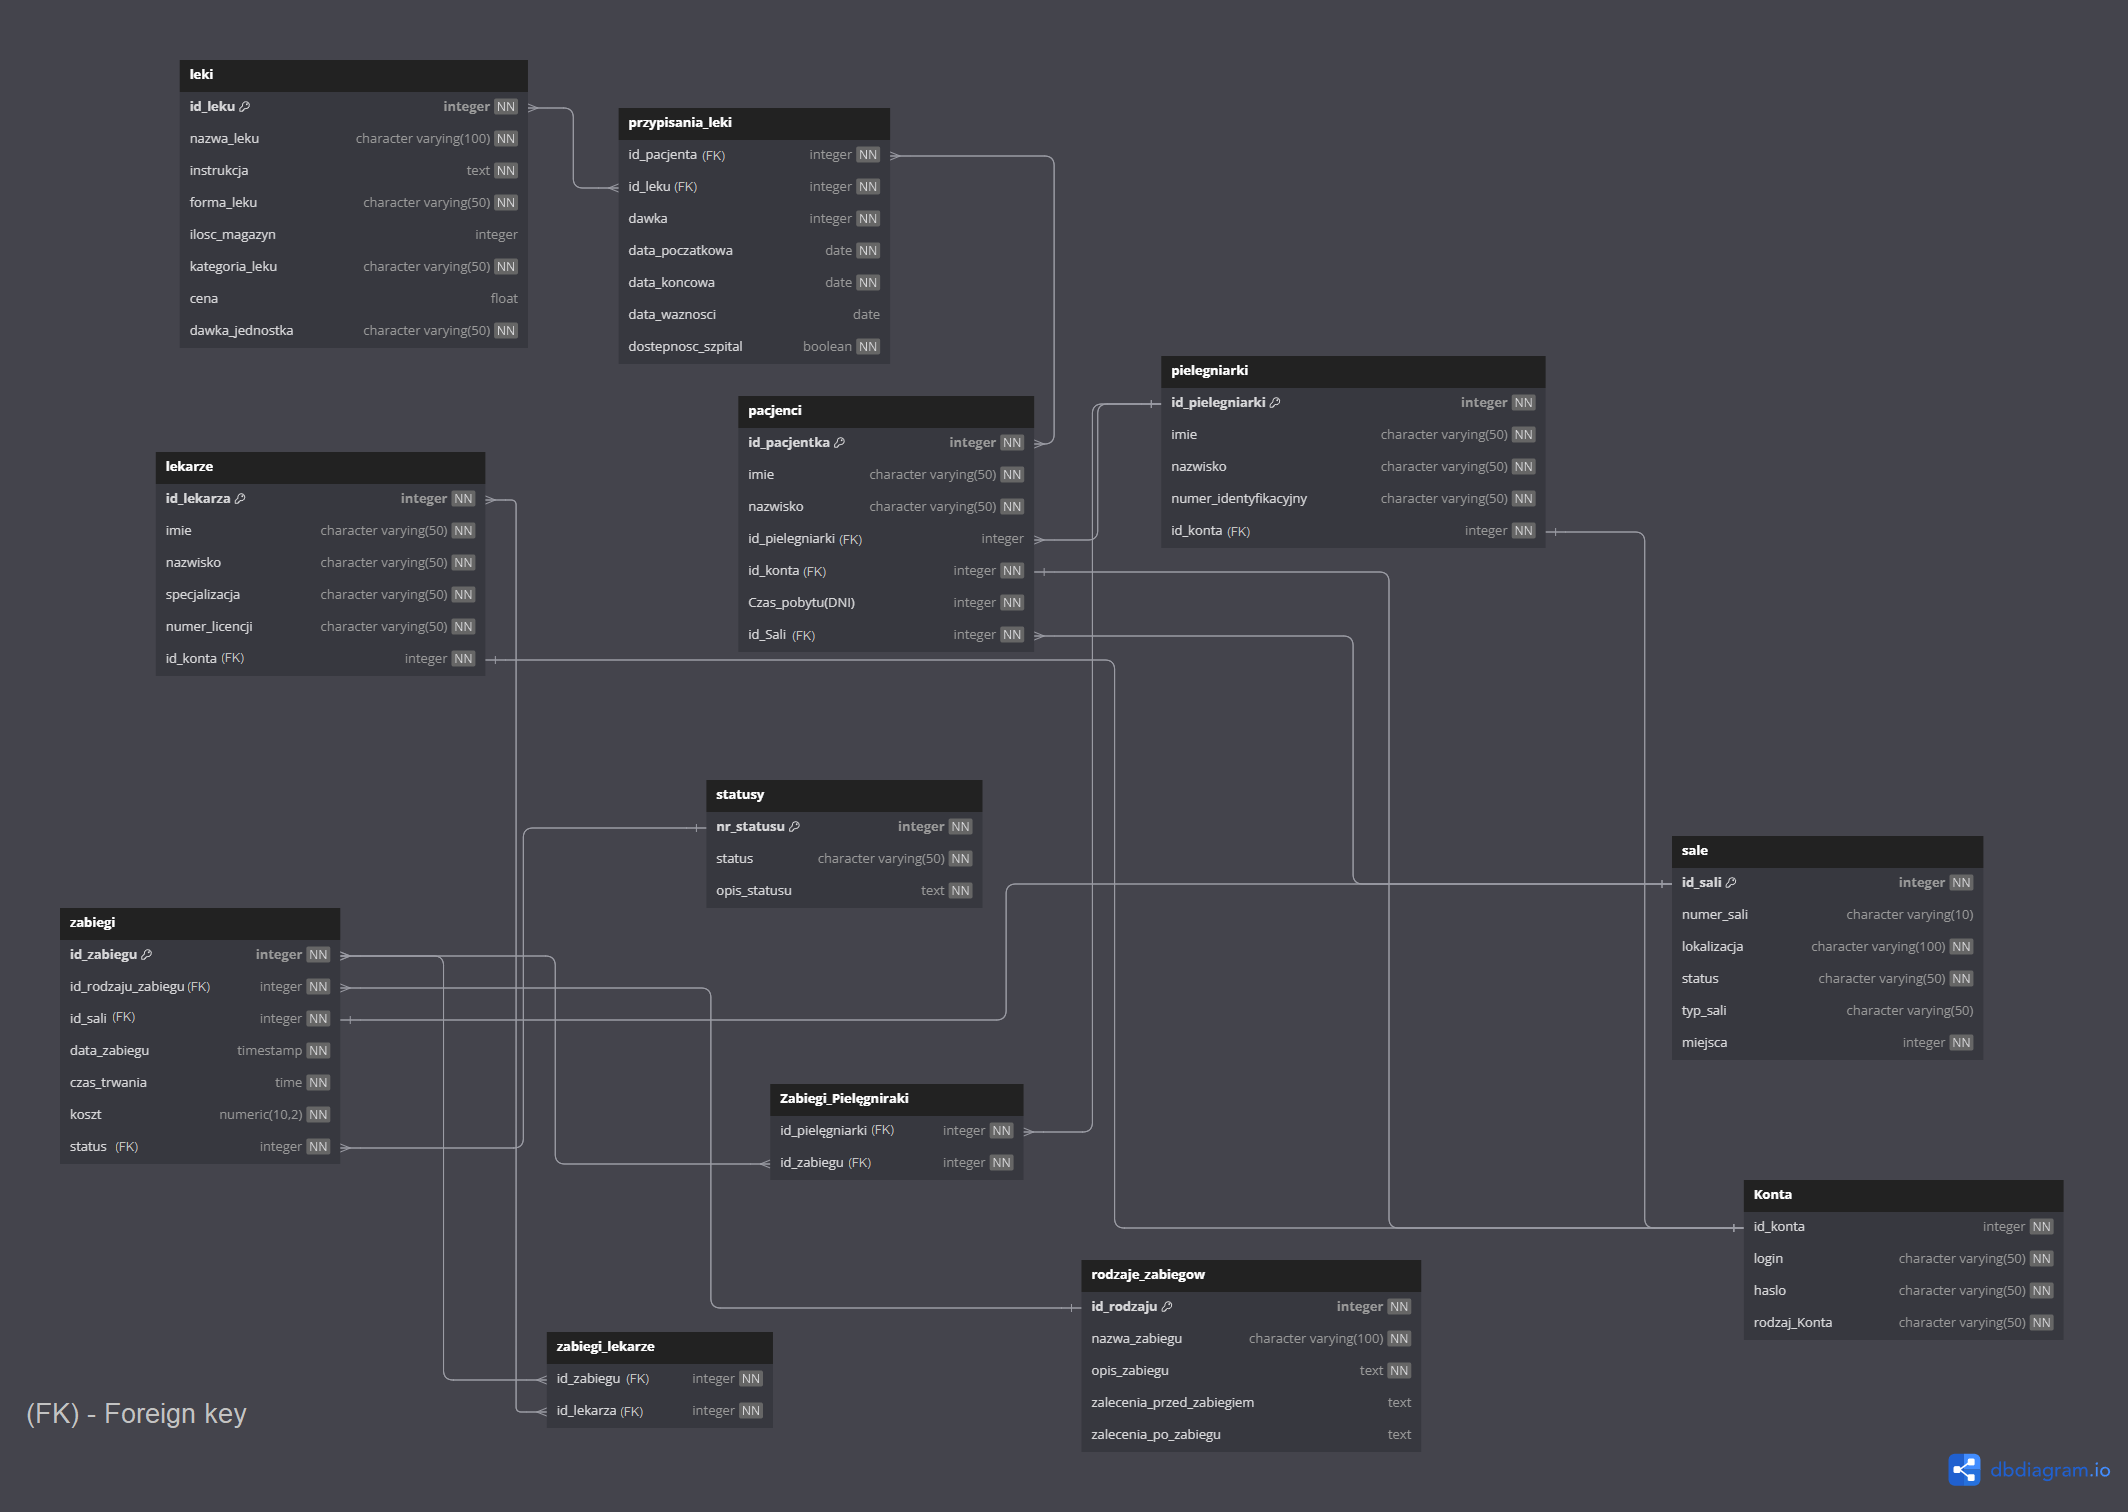 leki
id_leku integer NN
nazwa_leku character varying(100) NN
instrukcja text NN
forma_leku character varying(50) NN
ilosc_magazyn integer
kategoria_leku character varying(50) NN
cena float
dawka_jednostka character varying(50) NN
przypisania_leki
id_pacjenta (FK) integer NN
id_leku (FK) integer NN
dawka integer NN
data_poczatkowa date NN
data_koncowa date NN
data_waznosci date
dostepnosc_szpital boolean NN
pielegniarki
id_pielegniarki integer NN
imie character varying(50) NN
nazwisko character varying(50) NN
numer_identyfikacyjny character varying(50) NN
id_konta (FK) integer NN
pacjenci
id_pacjentka integer NN
imie character varying(50) NN
nazwisko character varying(50) NN
id_pielegniarki (FK) integer
id_konta (FK) integer NN
Czas_pobytu(DNI) integer NN
id_Sali (FK) integer NN
lekarze
id_lekarza integer NN
imie character varying(50) NN
nazwisko character varying(50) NN
specjalizacja character varying(50) NN
numer_licencji character varying(50) NN
id_konta (FK) integer NN
statusy
nr_statusu integer NN
status character varying(50) NN
opis_statusu text NN
sale
id_sali integer NN
numer_sali character varying(10)
lokalizacja character varying(100) NN
status character varying(50) NN
typ_sali character varying(50)
miejsca integer NN
zabiegi
id_zabiegu integer NN
id_rodzaju_zabiegu (FK) integer NN
id_sali (FK) integer NN
data_zabiegu timestamp NN
czas_trwania time NN
koszt numeric(10,2) NN
status (FK) integer NN
Zabiegi_Pielęgniraki
id_pielęgniarki (FK) integer NN
id_zabiegu (FK) integer NN
Konta
id_konta integer NN
login character varying(50) NN
haslo character varying(50) NN
rodzaj_Konta character varying(50) NN
rodzaje_zabiegow
id_rodzaju integer NN
nazwa_zabiegu character varying(100) NN
opis_zabiegu text NN
zalecenia_przed_zabiegiem text
zalecenia_po_zabiegu text
zabiegi_lekarze
id_zabiegu (FK) integer NN
id_lekarza (FK) integer NN
(FK) - Foreign key
dbdiagram.io